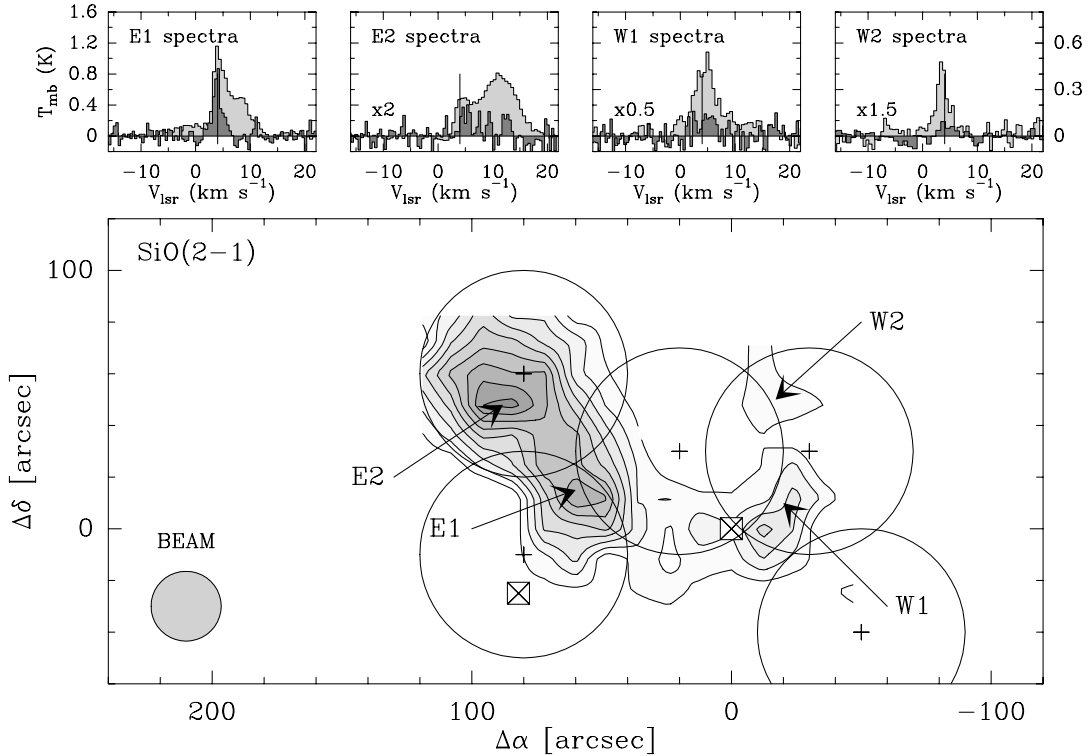 1.6
1.2
0.8
0.4
0
T_mb (K)
E1 spectra
E2 spectra
x2
W1 spectra
x0.5
W2 spectra
x1.5
0.6
0.3
0
−10 0 10 20
−10 0 10 20
−10 0 10 20
−10 0 10 20
V_lsr (km s⁻¹)
V_lsr (km s⁻¹)
V_lsr (km s⁻¹)
V_lsr (km s⁻¹)
SiO(2−1)
100
0
Δδ [arcsec]
W2
E2
E1
BEAM
W1
200 100 0 −100
Δα [arcsec]